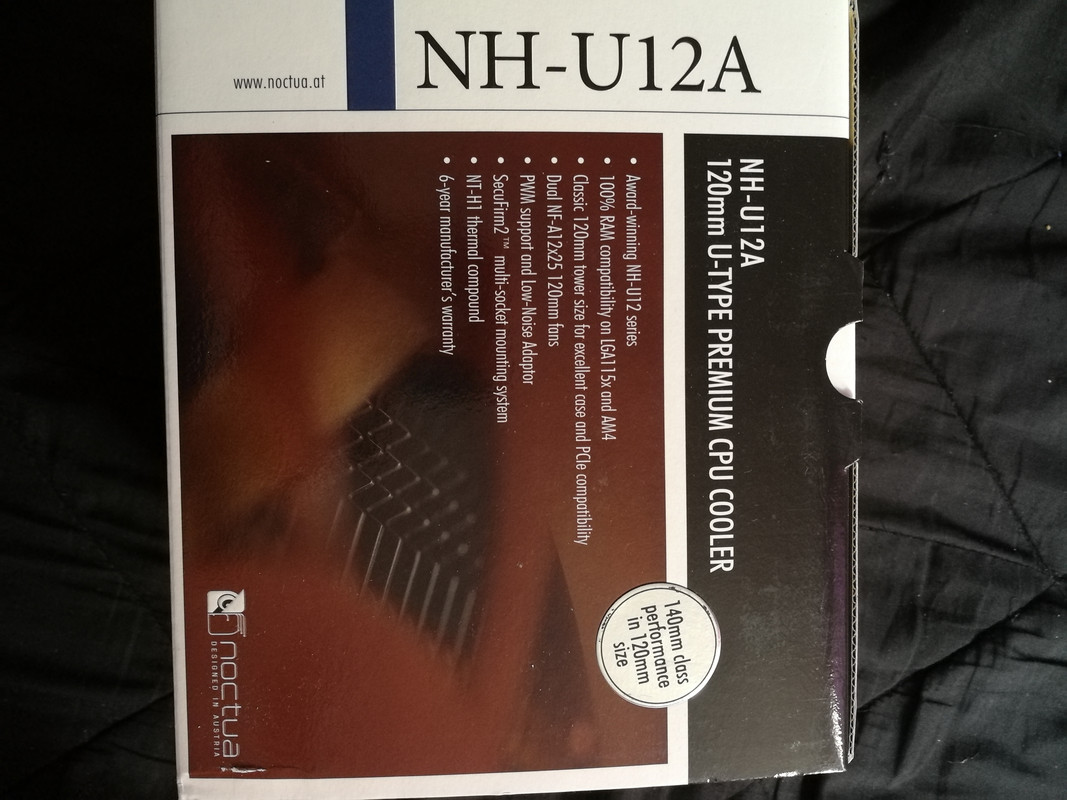 www.noctua.at
NH-U12A
NH-U12A
120mm U-TYPE PREMIUM CPU COOLER
• Award-winning NH-U12 series
• 100% RAM compatibility on LGA115x and AM4
• Classic 120mm tower size for excellent case and PCIe compatibility
• Dual NF-A12x25 120mm fans
• PWM support and Low-Noise Adaptor
• SecuFirm2™ multi-socket mounting system
• NT-H1 thermal compound
• 6-year manufacturer's warranty
140mm class
performance
in 120mm
size
noctua
DESIGNED IN AUSTRIA